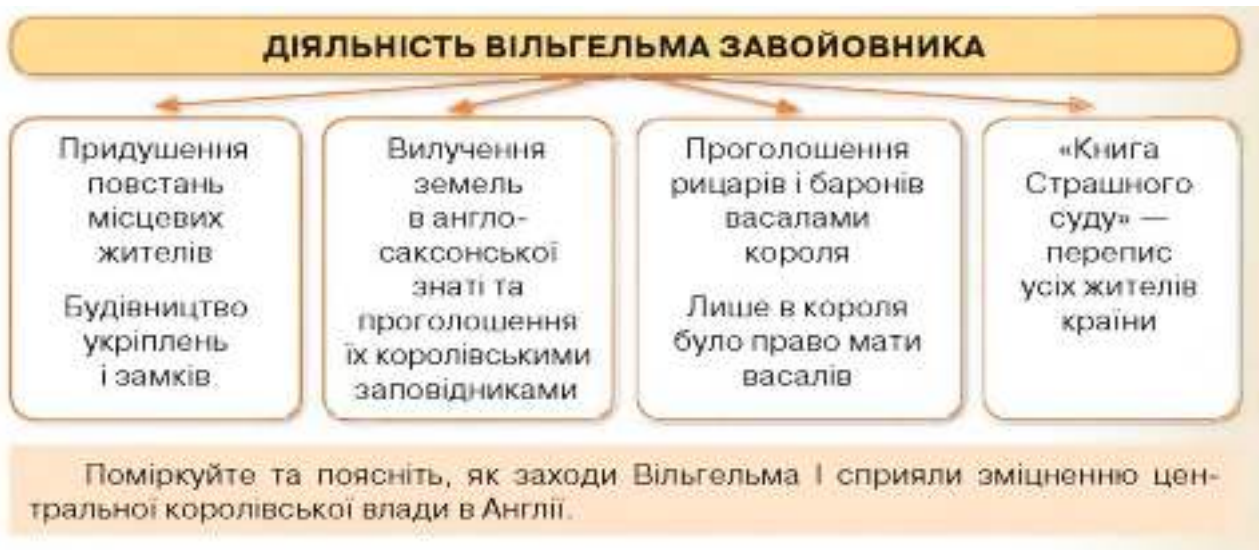 ДІЯЛЬНІСТЬ ВІЛЬГЕЛЬМА ЗАВОЙОВНИКА
Придушення
повстань
місцевих
жителів
Будівництво
укріплень
і замків
Вилучення
земель
в англо-
саксонської
знаті та
проголошення
їх королівськими
заповідниками
Проголошення
рицарів і баронів
васалами
короля
Лише в короля
було право мати
васалів
«Книга
Страшного
суду» —
перепис
усіх жителів
країни
Поміркуйте та поясніть, як заходи Вільгельма І сприяли зміцненню цен-
тральної королівської влади в Англії.